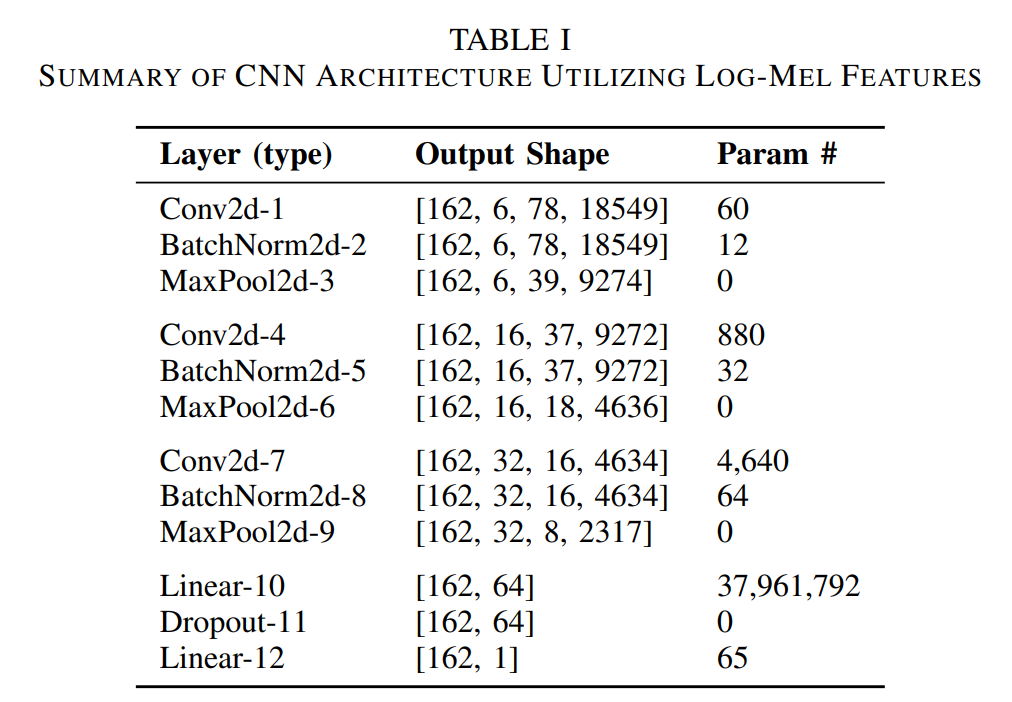 TABLE I
SUMMARY OF CNN ARCHITECTURE UTILIZING LOG-MEL FEATURES
Layer (type) Output Shape Param #
Conv2d-1 [162, 6, 78, 18549] 60
BatchNorm2d-2 [162, 6, 78, 18549] 12
MaxPool2d-3 [162, 6, 39, 9274] 0
Conv2d-4 [162, 16, 37, 9272] 880
BatchNorm2d-5 [162, 16, 37, 9272] 32
MaxPool2d-6 [162, 16, 18, 4636] 0
Conv2d-7 [162, 32, 16, 4634] 4,640
BatchNorm2d-8 [162, 32, 16, 4634] 64
MaxPool2d-9 [162, 32, 8, 2317] 0
Linear-10 [162, 64] 37,961,792
Dropout-11 [162, 64] 0
Linear-12 [162, 1] 65